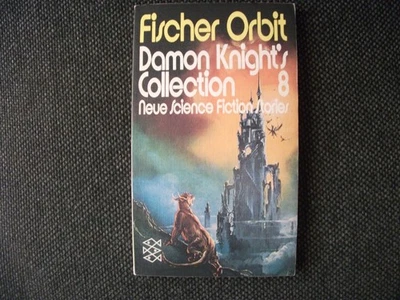 Fischer Orbit
Damon Knight's
Collection 8
Neue Science Fiction Stories